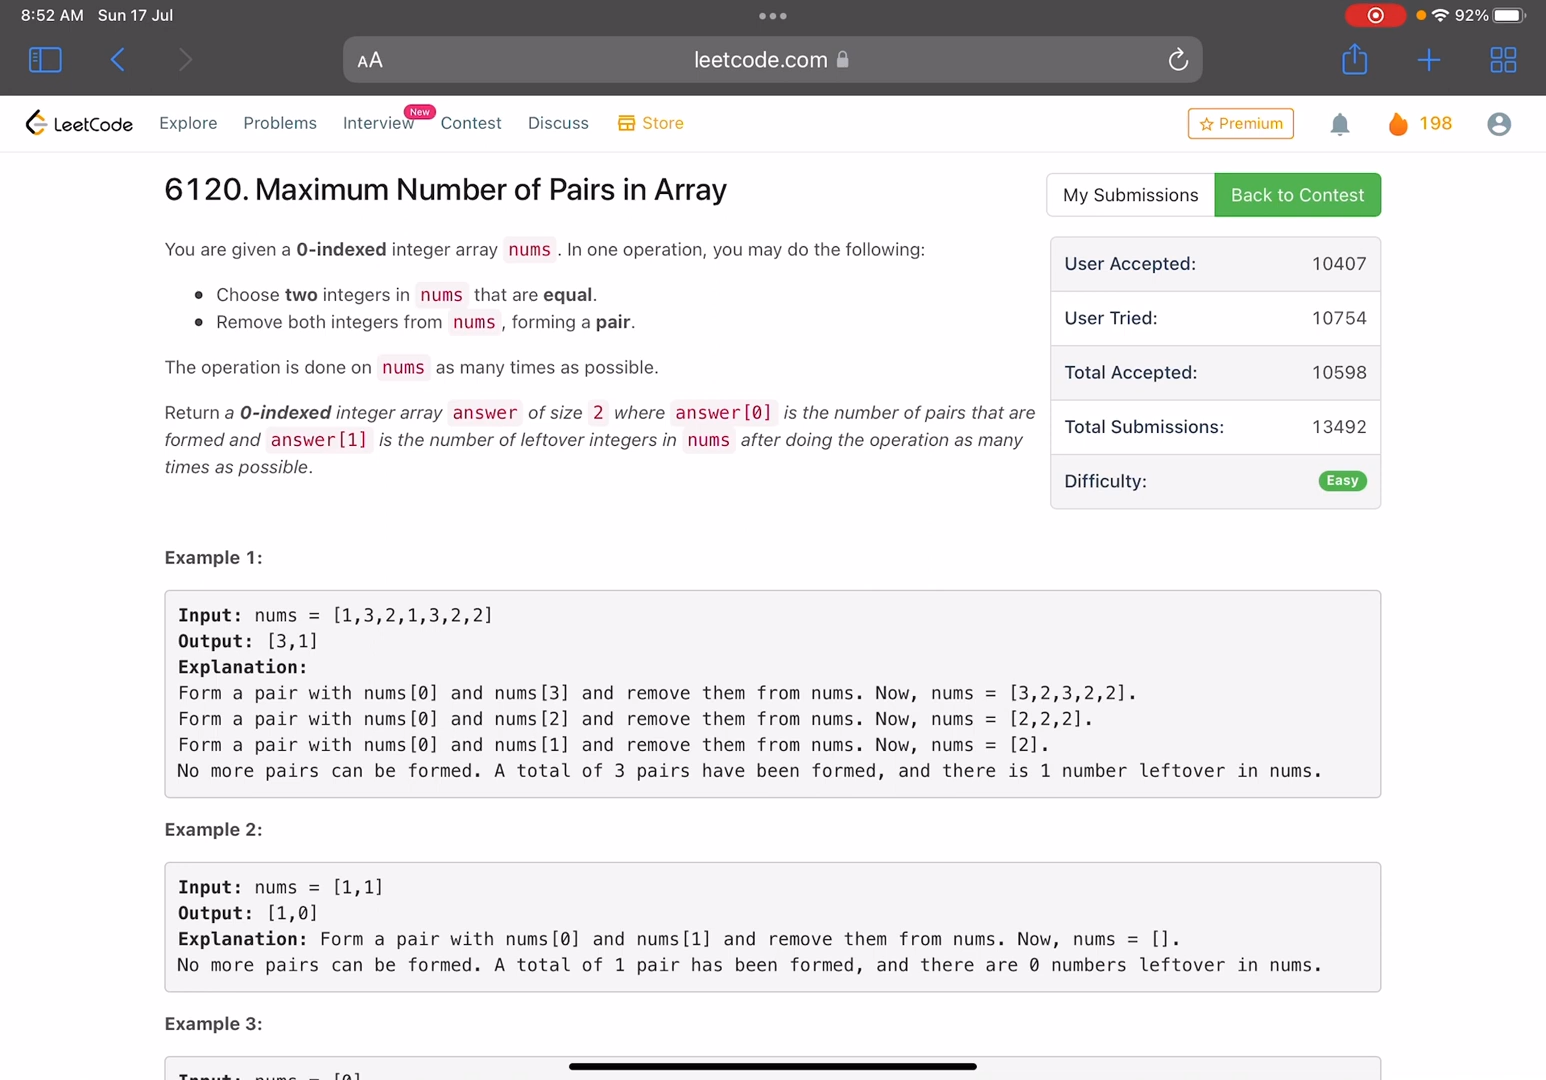 8:52 AM Sun 17 Jul
92%
AA
leetcode.com
LeetCode Explore Problems Interview New Contest Discuss Store Premium 198
6120. Maximum Number of Pairs in Array
My Submissions Back to Contest
You are given a 0-indexed integer array nums . In one operation, you may do the following:
• Choose two integers in nums that are equal.
• Remove both integers from nums , forming a pair.
The operation is done on nums as many times as possible.
Return a 0-indexed integer array answer of size 2 where answer[0] is the number of pairs that are
formed and answer[1] is the number of leftover integers in nums after doing the operation as many
times as possible.
User Accepted: 10407
User Tried: 10754
Total Accepted: 10598
Total Submissions: 13492
Difficulty: Easy
Example 1:
Input: nums = [1,3,2,1,3,2,2]
Output: [3,1]
Explanation:
Form a pair with nums[0] and nums[3] and remove them from nums. Now, nums = [3,2,3,2,2].
Form a pair with nums[0] and nums[2] and remove them from nums. Now, nums = [2,2,2].
Form a pair with nums[0] and nums[1] and remove them from nums. Now, nums = [2].
No more pairs can be formed. A total of 3 pairs have been formed, and there is 1 number leftover in nums.
Example 2:
Input: nums = [1,1]
Output: [1,0]
Explanation: Form a pair with nums[0] and nums[1] and remove them from nums. Now, nums = [].
No more pairs can be formed. A total of 1 pair has been formed, and there are 0 numbers leftover in nums.
Example 3:
Input: nums = [0]